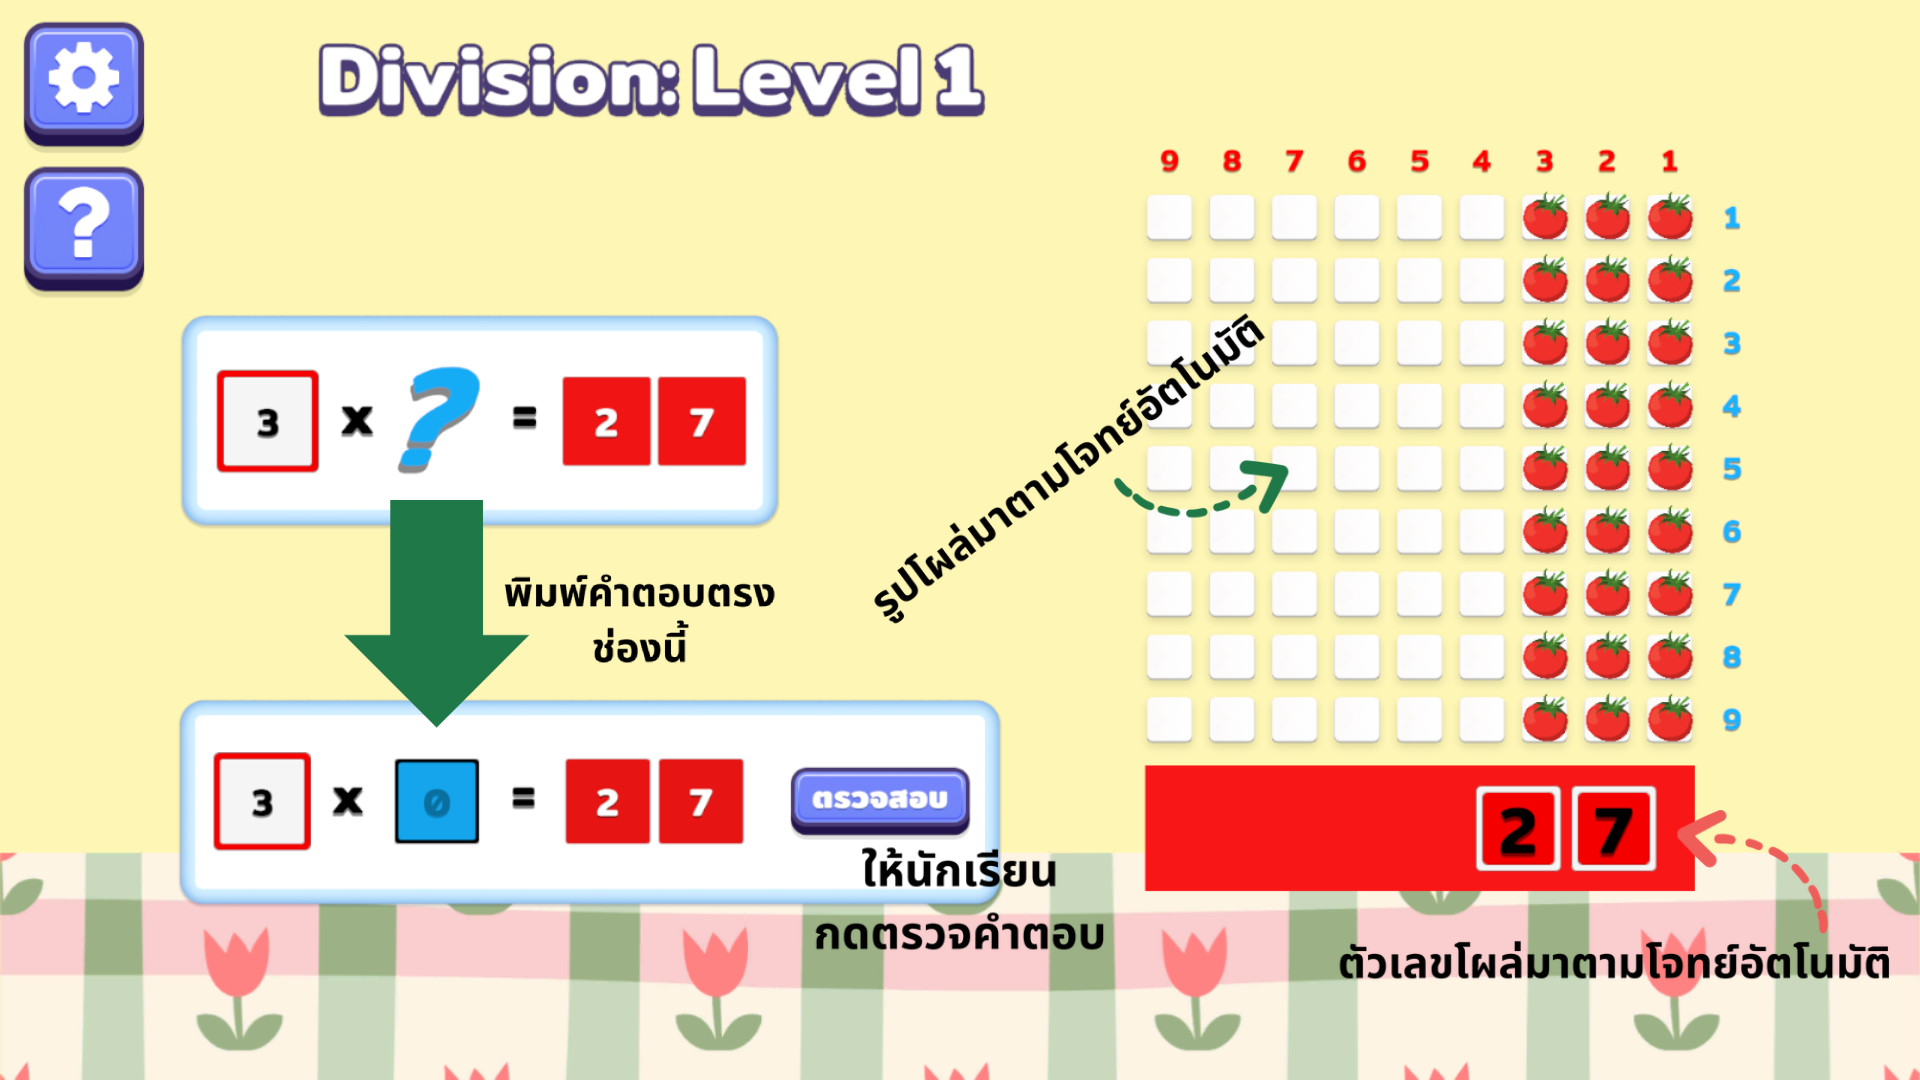 Division: Level 1
?
9 8 7 6 5 4 3 2 1
1
2
3
4
5
6
7
8
9
3 x ? = 2 7
รูปโผล่มาตามโจทย์อัตโนมัติ
พิมพ์คำตอบตรง
ช่องนี้
3 x 0 = 2 7 ตรวจสอบ
ให้นักเรียน
กดตรวจคำตอบ
2 7
ตัวเลขโผล่มาตามโจทย์อัตโนมัติ